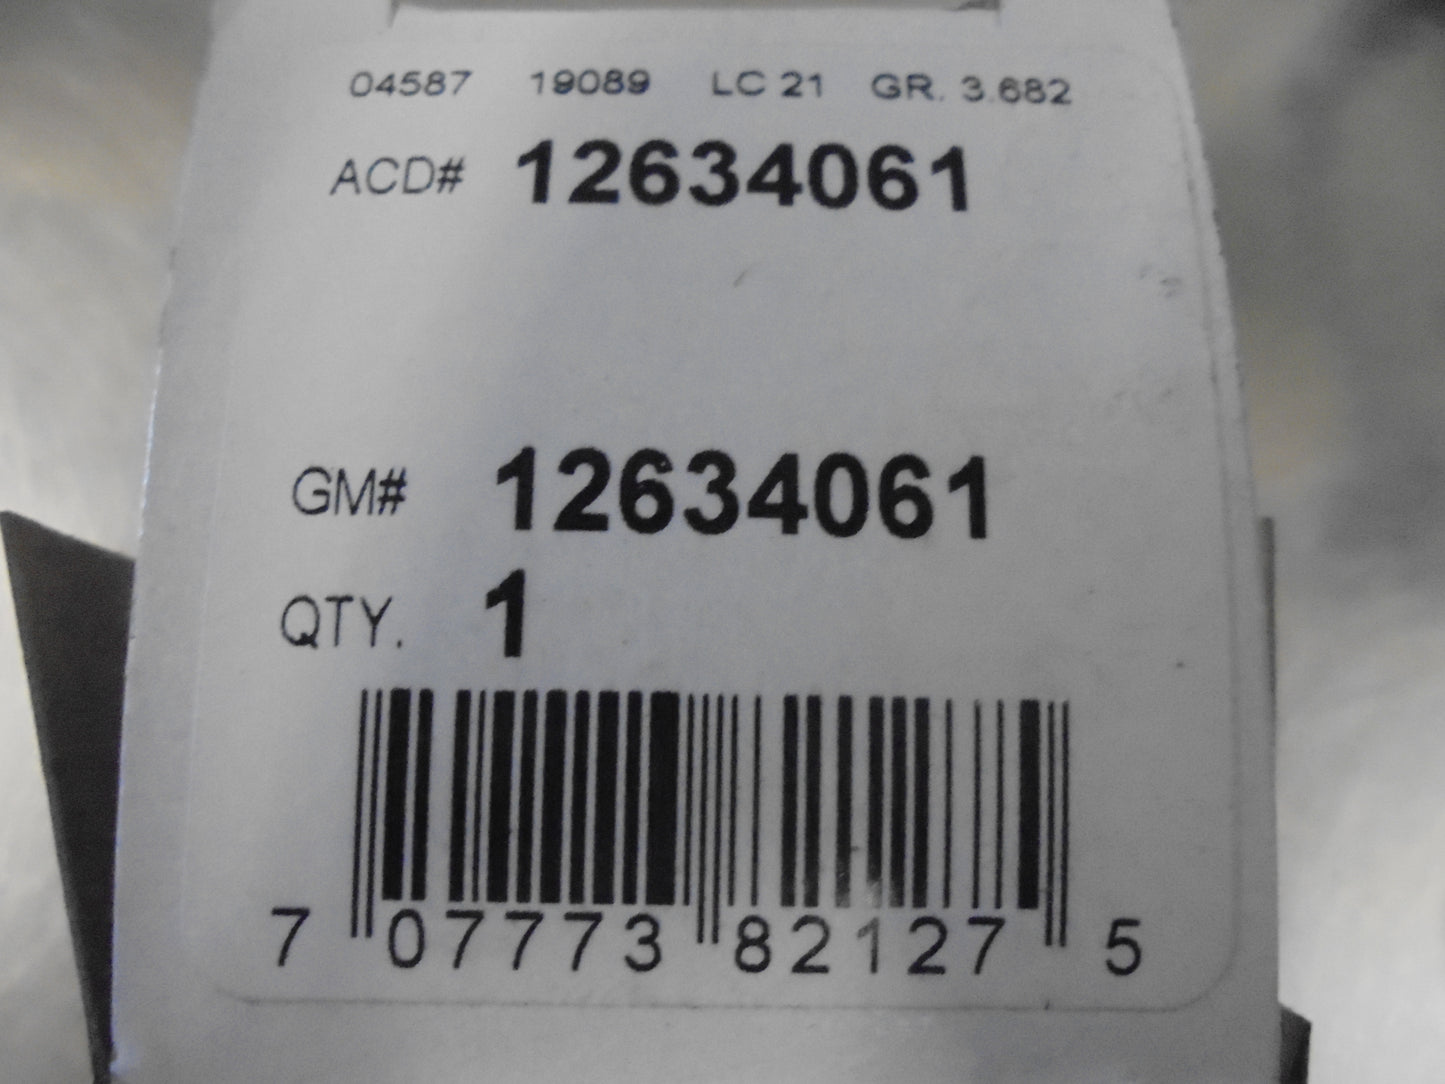 04587 19089 LC 21 GR. 3.682
ACD# 12634061
GM# 12634061
QTY. 1
7 07773 82127 5